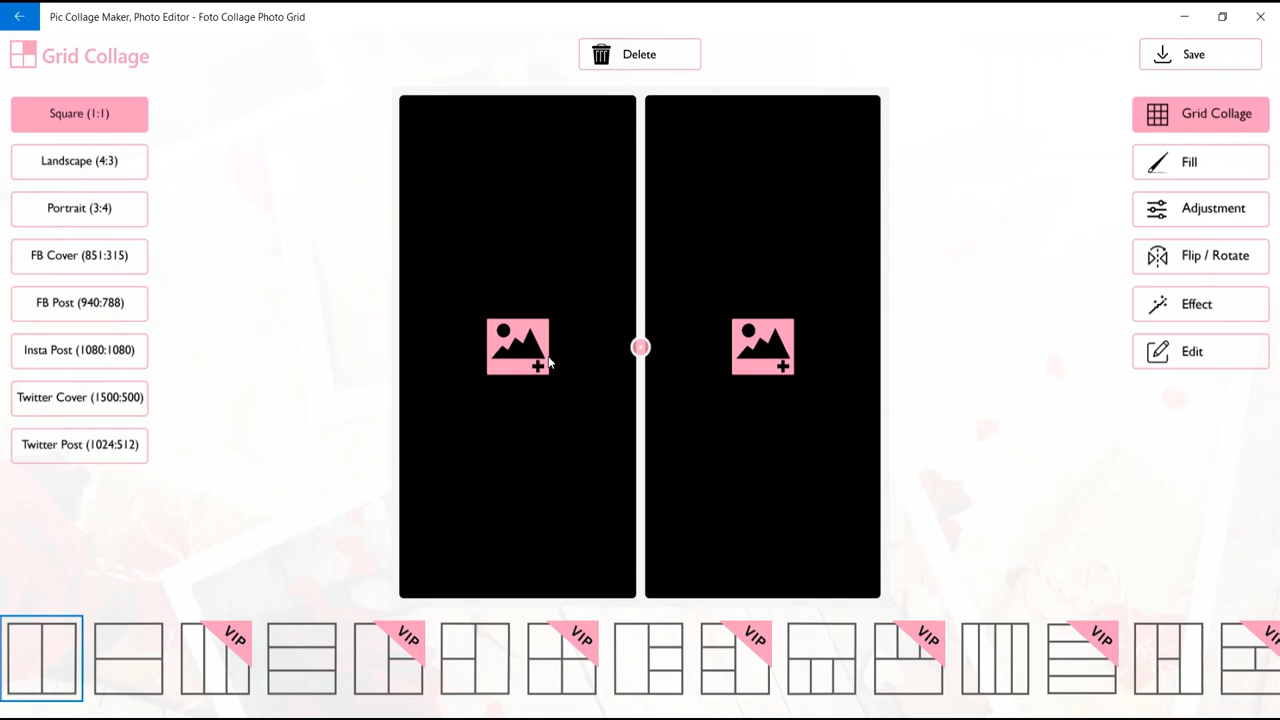 Pic Collage Maker, Photo Editor - Foto Collage Photo Grid
Grid Collage
Delete
Save
Square (1:1)
Landscape (4:3)
Portrait (3:4)
FB Cover (851:315)
FB Post (940:788)
Insta Post (1080:1080)
Twitter Cover (1500:500)
Twitter Post (1024:512)
Grid Collage
Fill
Adjustment
Flip / Rotate
Effect
Edit
VIP
VIP
VIP
VIP
VIP
VIP